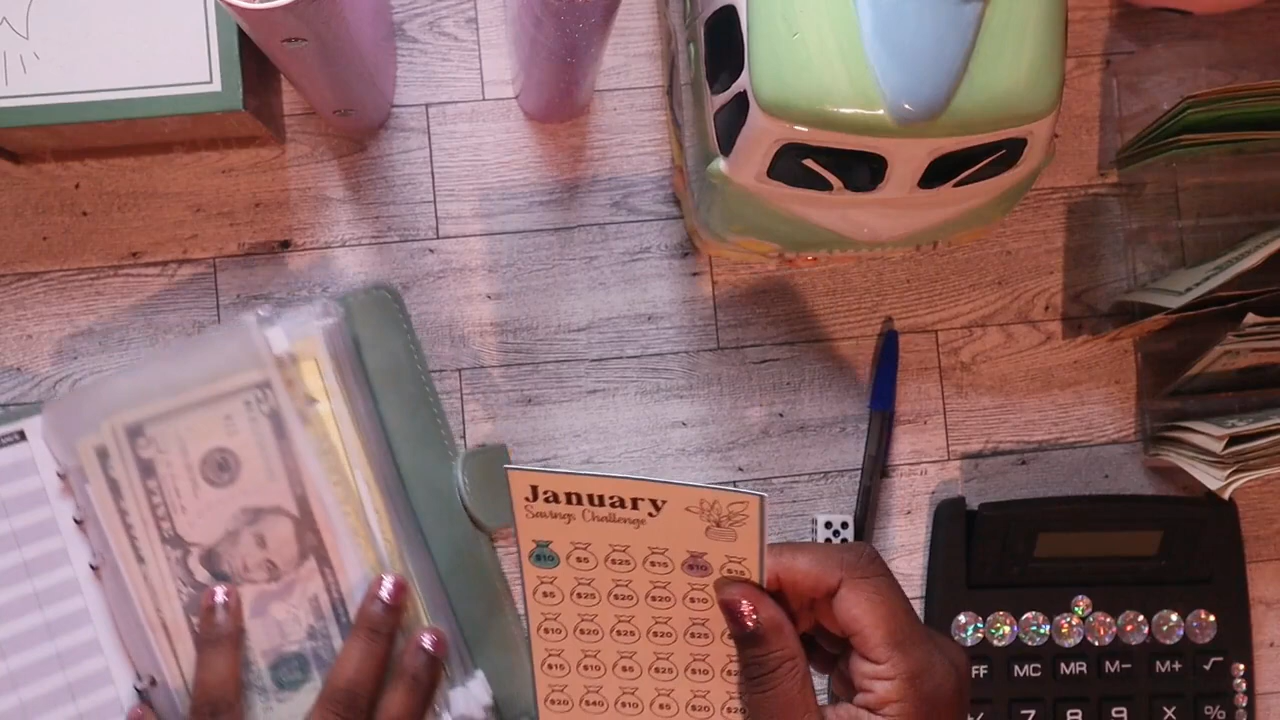 January
Savings Challenge
$10 $5 $25 $15 $10 $15
$5 $25 $20 $20 $10
$10 $20 $25 $20 $25
$15 $10 $5 $25 $10
$20 $40 $10 $5 $20 $20
MC MR M- M+ √
7 8 9 X %